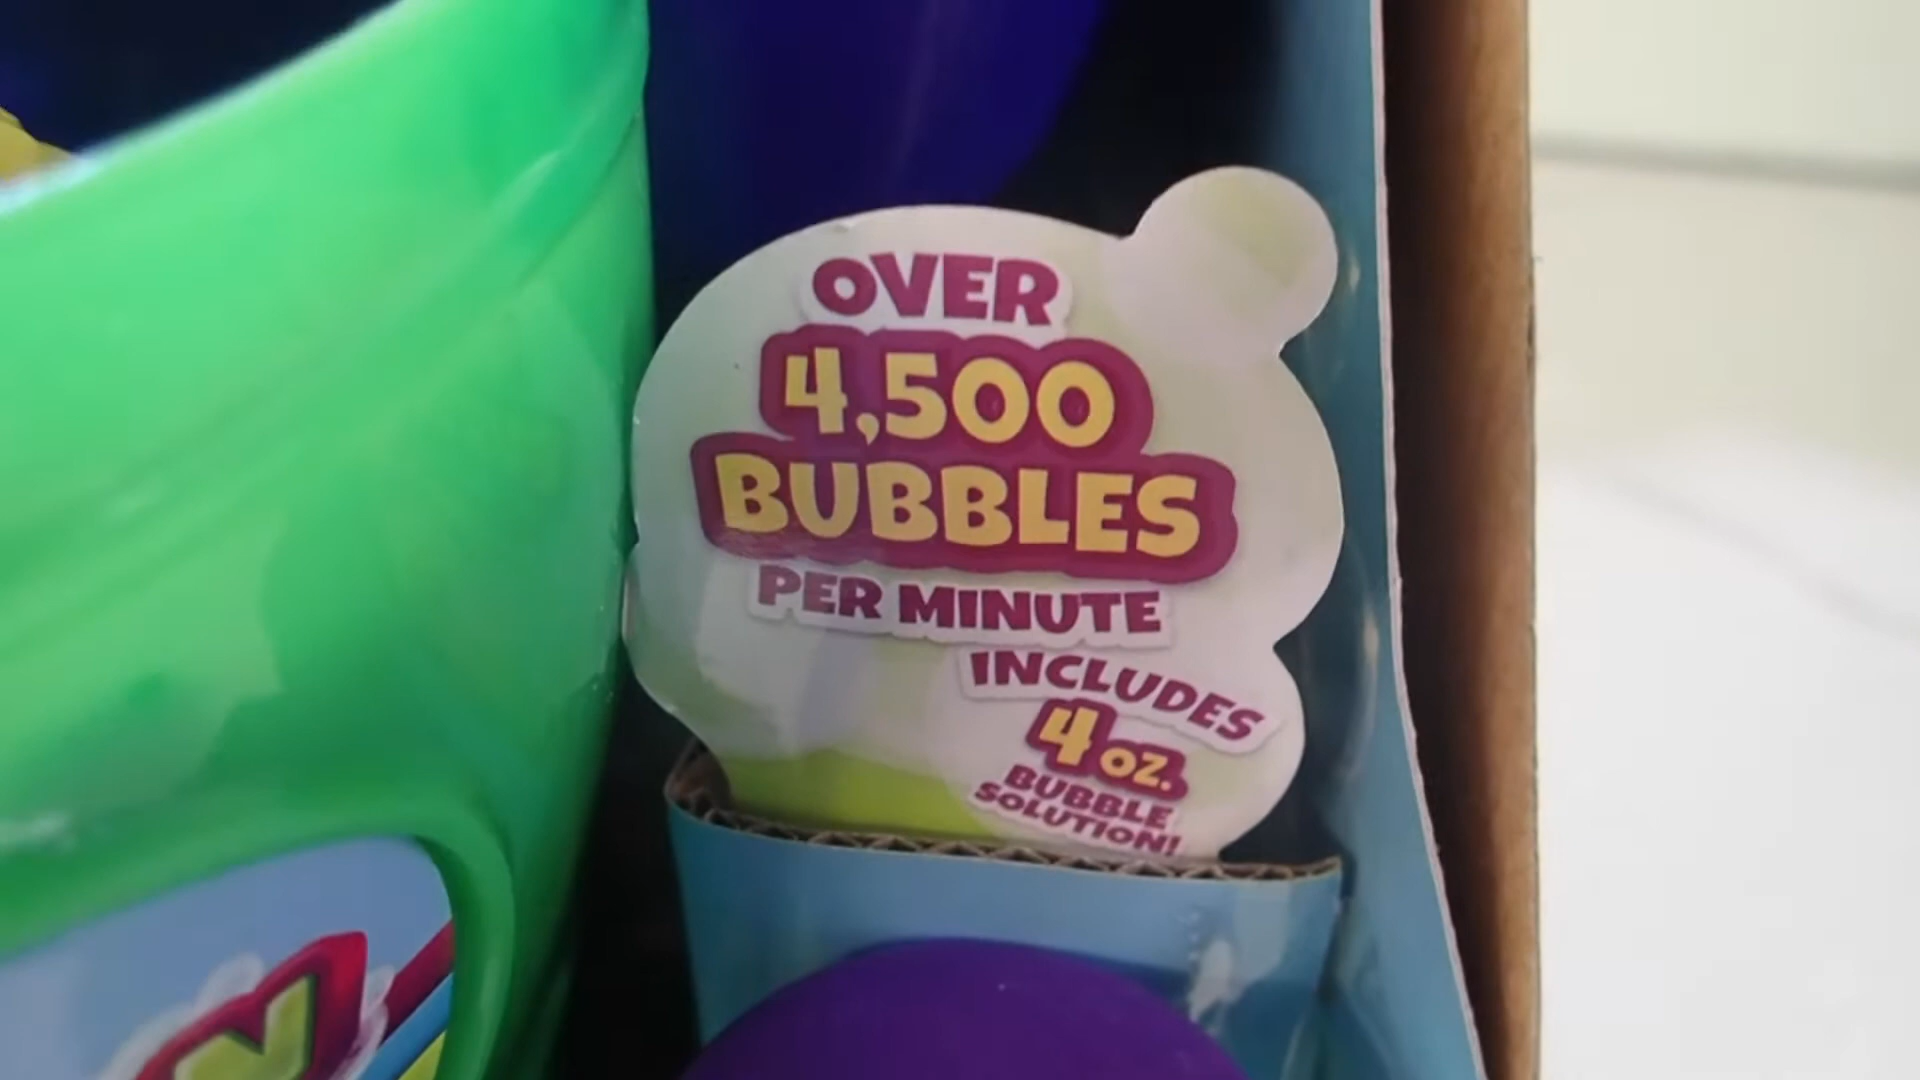 OVER
4,500
BUBBLES
PER MINUTE
INCLUDES
4 OZ.
BUBBLE
SOLUTION!